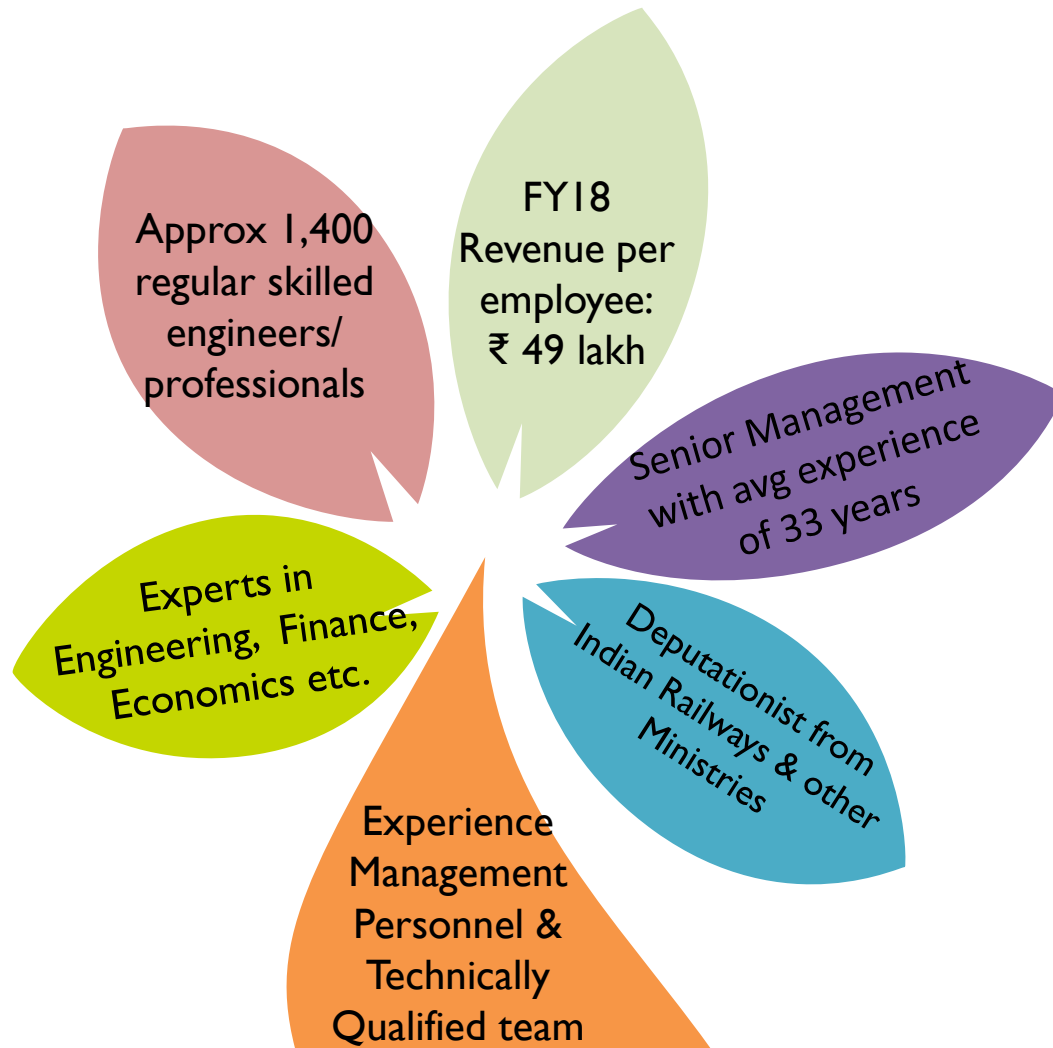 Approx 1,400
regular skilled
engineers/
professionals
FY18
Revenue per
employee:
₹ 49 lakh
Senior Management
with avg experience
of 33 years
Deputationist from
Indian Railways & other
Ministries
Experts in
Engineering, Finance,
Economics etc.
Experience
Management
Personnel &
Technically
Qualified team